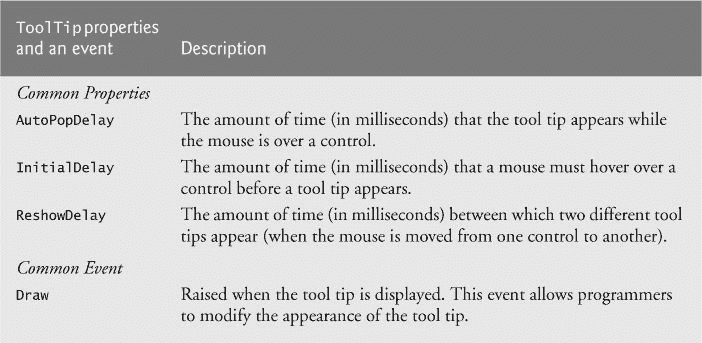 ToolTip properties
and an event
Description
Common Properties
AutoPopDelay
The amount of time (in milliseconds) that the tool tip appears while
the mouse is over a control.
InitialDelay
The amount of time (in milliseconds) that a mouse must hover over a
control before a tool tip appears.
ReshowDelay
The amount of time (in milliseconds) between which two different tool
tips appear (when the mouse is moved from one control to another).
Common Event
Draw
Raised when the tool tip is displayed. This event allows programmers
to modify the appearance of the tool tip.